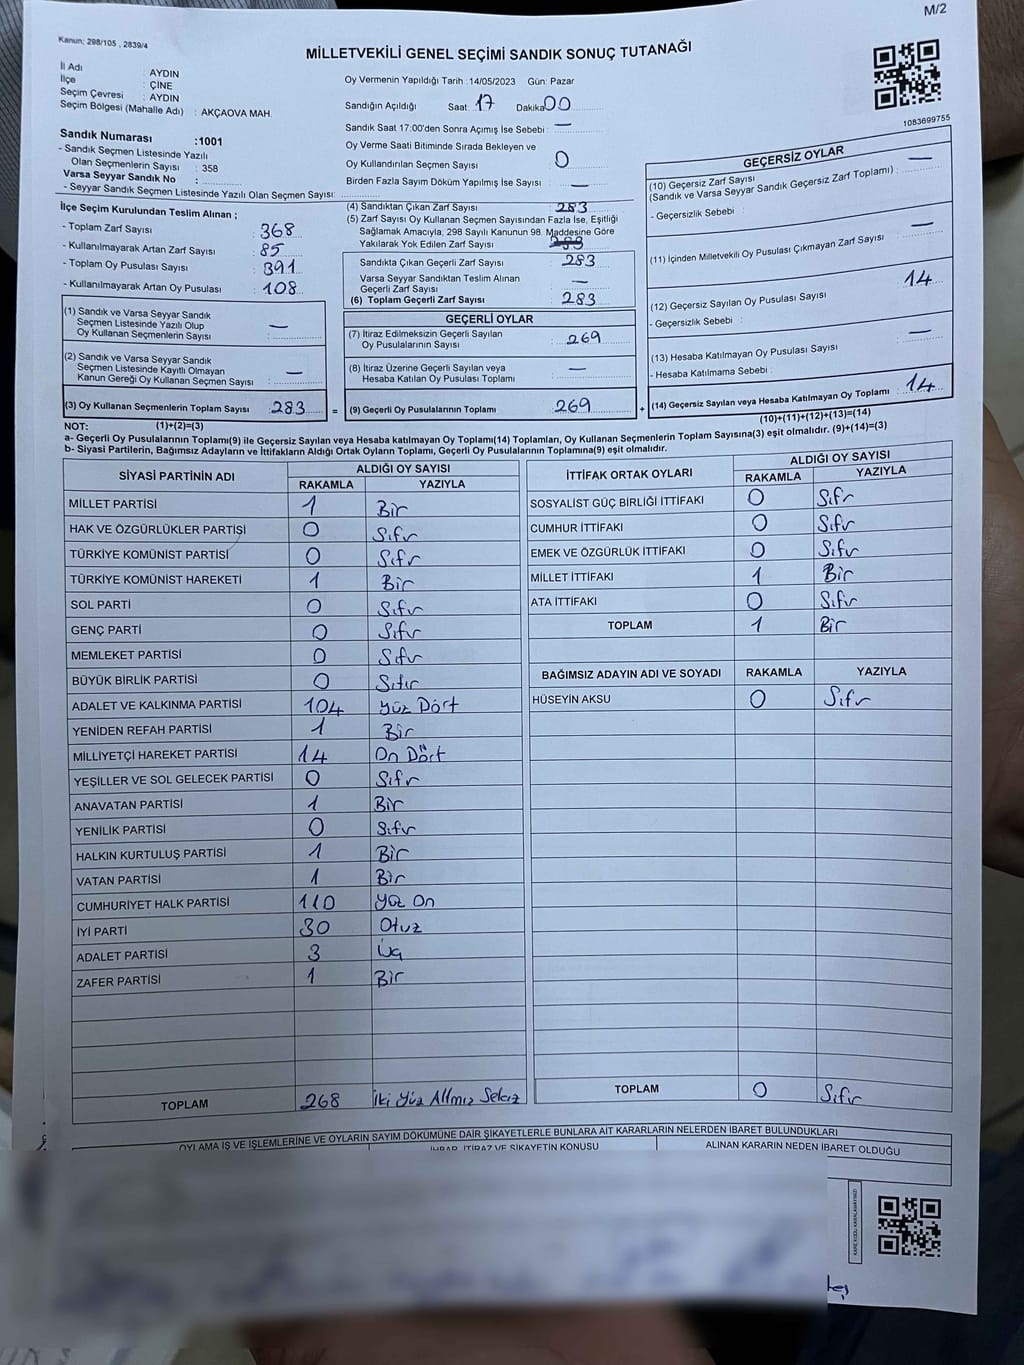 M/2
Kanun: 298/105 , 2839/4
MİLLETVEKİLİ GENEL SEÇİMİ SANDIK SONUÇ TUTANAĞI
İl Adı : AYDIN
İlçe : ÇİNE
Seçim Çevresi : AYDIN
Seçim Bölgesi (Mahalle Adı) : AKÇAOVA MAH.
Sandık Numarası :1001
- Sandık Seçmen Listesinde Yazılı
Olan Seçmenlerin Sayısı : 358
Varsa Seyyar Sandık No :
- Seyyar Sandık Seçmen Listesinde Yazılı Olan Seçmen Sayısı:
Oy Vermenin Yapıldığı Tarih :14/05/2023 Gün: Pazar
Sandığın Açıldığı Saat 17 Dakika 00
Sandık Saat 17:00'den Sonra Açımış İse Sebebi : —
Oy Verme Saati Bitiminde Sırada Bekleyen ve
Oy Kullandırılan Seçmen Sayısı 0
Birden Fazla Sayım Döküm Yapılmış İse Sayısı —
1083699755
İlçe Seçim Kurulundan Teslim Alınan ;
- Toplam Zarf Sayısı : 368
- Kullanılmayarak Artan Zarf Sayısı : 85
- Toplam Oy Pusulası Sayısı : 391
- Kullanılmayarak Artan Oy Pusulası : 108
(1) Sandık ve Varsa Seyyar Sandık
Seçmen Listesinde Yazılı Olup
Oy Kullanan Seçmenlerin Sayısı : —
(2) Sandık ve Varsa Seyyar Sandık
Seçmen Listesinde Kayıtlı Olmayan
Kanun Gereği Oy Kullanan Seçmen Sayısı : —
(3) Oy Kullanan Seçmenlerin Toplam Sayısı : 283
(4) Sandıktan Çıkan Zarf Sayısı : 283
(5) Zarf Sayısı Oy Kullanan Seçmen Sayısından Fazla İse, Eşitliği
Sağlamak Amacıyla; 298 Sayılı Kanunun 98. Maddesine Göre
Yakılarak Yok Edilen Zarf Sayısı : 283
Sandıkta Çıkan Geçerli Zarf Sayısı : 283
Varsa Seyyar Sandıktan Teslim Alınan
Geçerli Zarf Sayısı : —
(6) Toplam Geçerli Zarf Sayısı : 283
GEÇERLİ OYLAR
(7) İtiraz Edilmeksizin Geçerli Sayılan
Oy Pusulalarının Sayısı : 269
(8) İtiraz Üzerine Geçerli Sayılan veya
Hesaba Katılan Oy Pusulası Toplamı : —
= (9) Geçerli Oy Pusulalarının Toplamı : 269
GEÇERSİZ OYLAR
(10) Geçersiz Zarf Sayısı —
(Sandık ve Varsa Seyyar Sandık Geçersiz Zarf Toplamı) :
- Geçersizlik Sebebi :
(11) İçinden Milletvekili Oy Pusulası Çıkmayan Zarf Sayısı —
(12) Geçersiz Sayılan Oy Pusulası Sayısı 14
- Geçersizlik Sebebi :
(13) Hesaba Katılmayan Oy Pusulası Sayısı —
- Hesaba Katılmama Sebebi :
+ (14) Geçersiz Sayılan veya Hesaba Katılmayan Oy Toplamı : 14
NOT: (1)+(2)=(3) (10)+(11)+(12)+(13)=(14)
a- Geçerli Oy Pusulalarının Toplamı(9) ile Geçersiz Sayılan veya Hesaba katılmayan Oy Toplamı(14) Toplamları, Oy Kullanan Seçmenlerin Toplam Sayısına(3) eşit olmalıdır. (9)+(14)=(3)
b- Siyasi Partilerin, Bağımsız Adayların ve İttifakların Aldığı Ortak Oyların Toplamı, Geçerli Oy Pusulalarının Toplamına(9) eşit olmalıdır.
SİYASİ PARTİNİN ADI ALDIĞI OY SAYISI
RAKAMLA YAZIYLA
MİLLET PARTİSİ 1 Bir
HAK VE ÖZGÜRLÜKLER PARTİSİ 0 Sıfır
TÜRKİYE KOMÜNİST PARTİSİ 0 Sıfır
TÜRKİYE KOMÜNİST HAREKETİ 1 Bir
SOL PARTİ 0 Sıfır
GENÇ PARTİ 0 Sıfır
MEMLEKET PARTİSİ 0 Sıfır
BÜYÜK BİRLİK PARTİSİ 0 Sıfır
ADALET VE KALKINMA PARTİSİ 104 Yüz Dört
YENİDEN REFAH PARTİSİ 1 Bir
MİLLİYETÇİ HAREKET PARTİSİ 14 On Dört
YEŞİLLER VE SOL GELECEK PARTİSİ 0 Sıfır
ANAVATAN PARTİSİ 1 Bir
YENİLİK PARTİSİ 0 Sıfır
HALKIN KURTULUŞ PARTİSİ 1 Bir
VATAN PARTİSİ 1 Bir
CUMHURİYET HALK PARTİSİ 110 Yüz On
İYİ PARTİ 30 Otuz
ADALET PARTİSİ 3 Üç
ZAFER PARTİSİ 1 Bir
TOPLAM 268 İki Yüz Altmış Sekiz
İTTİFAK ORTAK OYLARI ALDIĞI OY SAYISI
RAKAMLA YAZIYLA
SOSYALİST GÜÇ BİRLİĞİ İTTİFAKI 0 Sıfır
CUMHUR İTTİFAKI 0 Sıfır
EMEK VE ÖZGÜRLÜK İTTİFAKI 0 Sıfır
MİLLET İTTİFAKI 1 Bir
ATA İTTİFAKI 0 Sıfır
TOPLAM 1 Bir
BAĞIMSIZ ADAYIN ADI VE SOYADI RAKAMLA YAZIYLA
HÜSEYİN AKSU 0 Sıfır
TOPLAM 0 Sıfır
OYLAMA İŞ VE İŞLEMLERİNE VE OYLARIN SAYIM DÖKÜMÜNE DAİR ŞİKAYETLERLE BUNLARA AİT KARARLARIN NELERDEN İBARET BULUNDUKLARI
İHBAR, İTİRAZ VE ŞİKAYETİN KONUSU ALINAN KARARIN NEDEN İBARET OLDUĞU